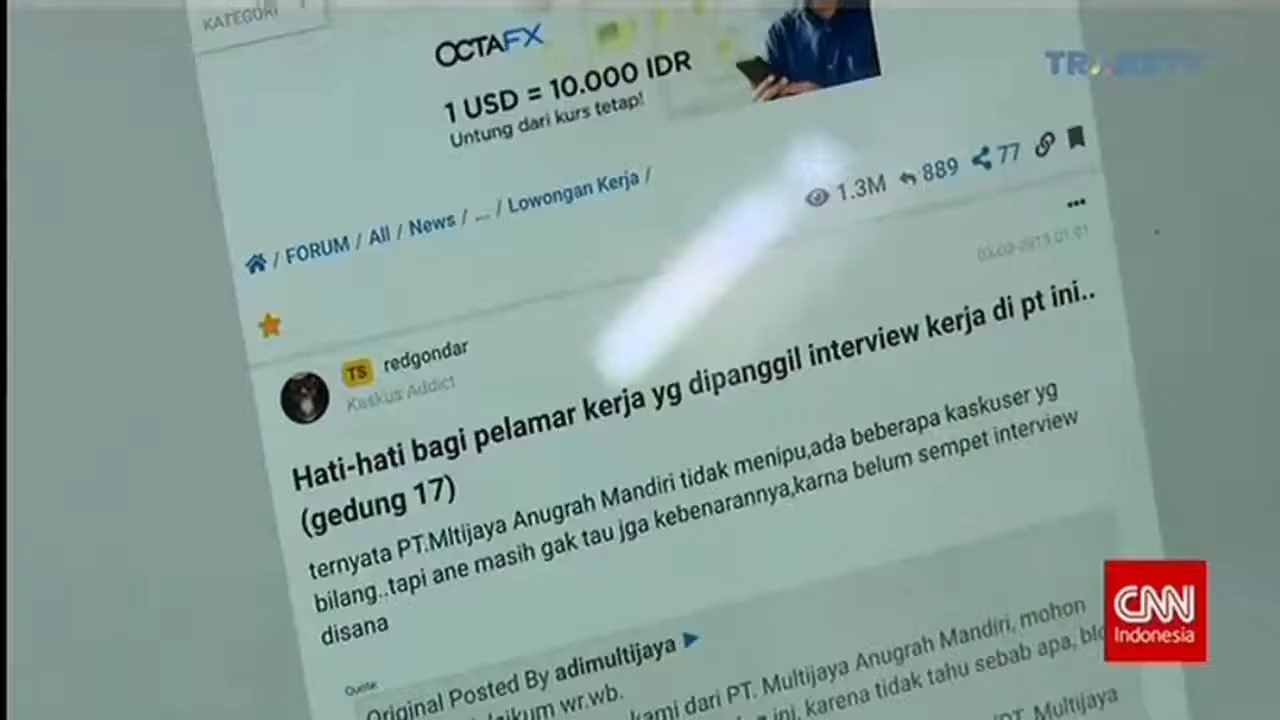 KATEGORI
OCTAFX
1 USD = 10.000 IDR
Untung dari kurs tetap!
/ FORUM / All / News / ... / Lowongan Kerja /
1.3M 889 77
TS redgondar
Kaskus Addict
Hati-hati bagi pelamar kerja yg dipanggil interview kerja di pt ini..
(gedung 17)
ternyata PT.Mltijaya Anugrah Mandiri tidak menipu,ada beberapa kaskuser yg
bilang..tapi ane masih gak tau jga kebenarannya,karna belum sempet interview
disana
Quote:
Original Posted By adimultijaya
wr.wb.
kami dari PT. Multijaya Anugrah Mandiri, mohon
ini, karena tidak tahu sebab apa,
PT. Multijaya
CNN
Indonesia